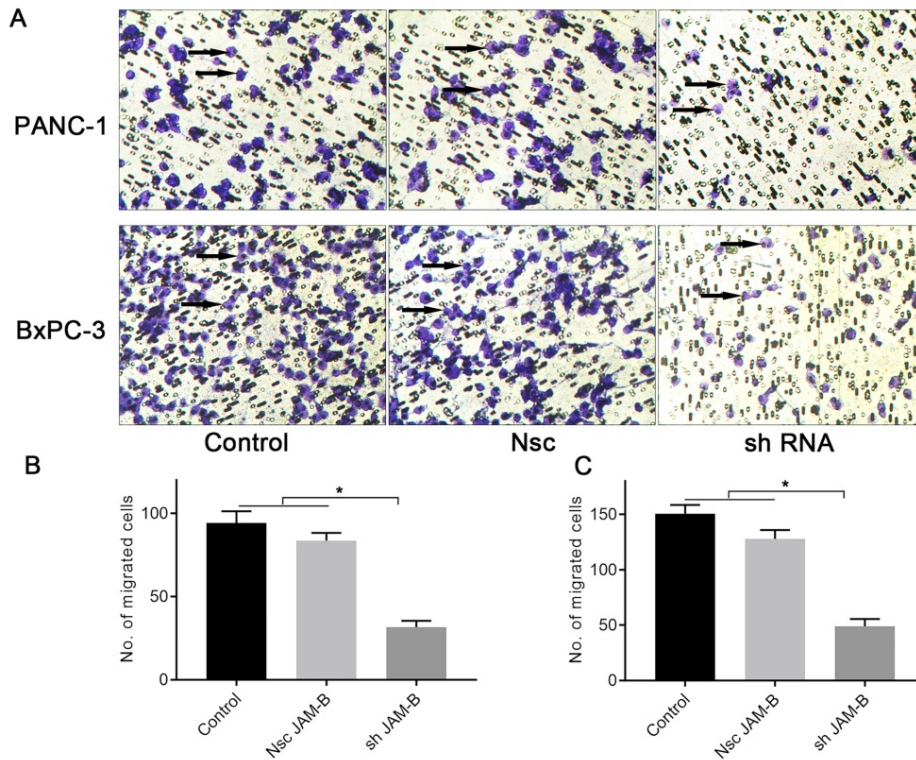 A
PANC-1
BxPC-3
Control Nsc sh RNA
B
No. of migrated cells
100
50
0
*
Control
Nsc JAM-B
sh JAM-B
C
No. of migrated cells
150
100
50
0
*
Control
Nsc JAM-B
sh JAM-B